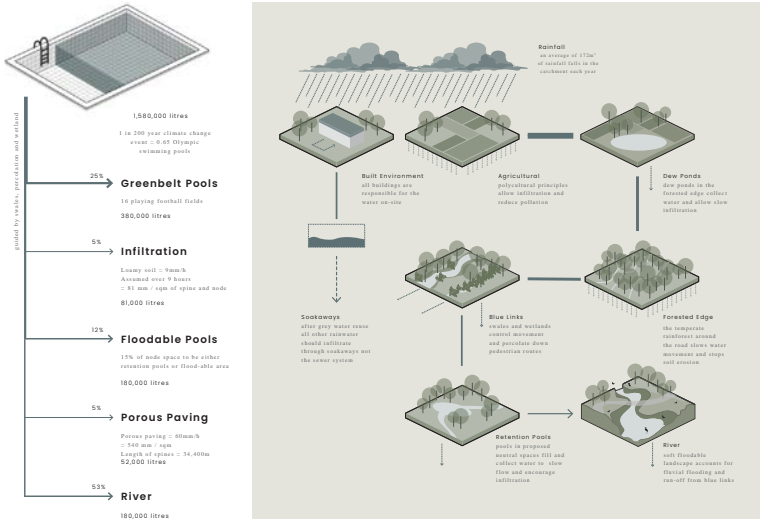 1,580,000 litres
1 in 200 year climate change
event = 0.65 Olympic
swimming pools
guided by swales, percolation and wetland
25%
Greenbelt Pools
16 playing football fields
380,000 litres
5%
Infiltration
Loamy soil = 9mm/h
Assumed over 9 hours
= 81 mm / sqm of spine and node
81,000 litres
12%
Floodable Pools
15% of node space to be either
retention pools or flood-able area
180,000 litres
5%
Porous Paving
Porous paving = 60mm/h
= 540 mm / sqm
Length of spines = 34,400m
52,000 litres
53%
River
180,000 litres
Rainfall
an average of 172m³
of rainfall falls in the
catchment each year
Built Environment
all buildings are
responsible for the
water on-site
Agricultural
polycultural principles
allow infiltration and
reduce pollution
Dew Ponds
dew ponds in the
forested edge collect
water and allow slow
infiltration
Soakaways
after grey water reuse
all other rainwater
should infiltrate
through soakaways not
the sewer system
Blue Links
swales and wetlands
control movement
and percolate down
pedestrian routes
Forested Edge
the temperate
rainforest around
the road slows water
movement and stops
soil erosion
Retention Pools
pools in proposed
neutral spaces fill and
collect water to slow
flow and encourage
infiltration
River
soft floodable
landscape accounts for
fluvial flooding and
run-off from blue links